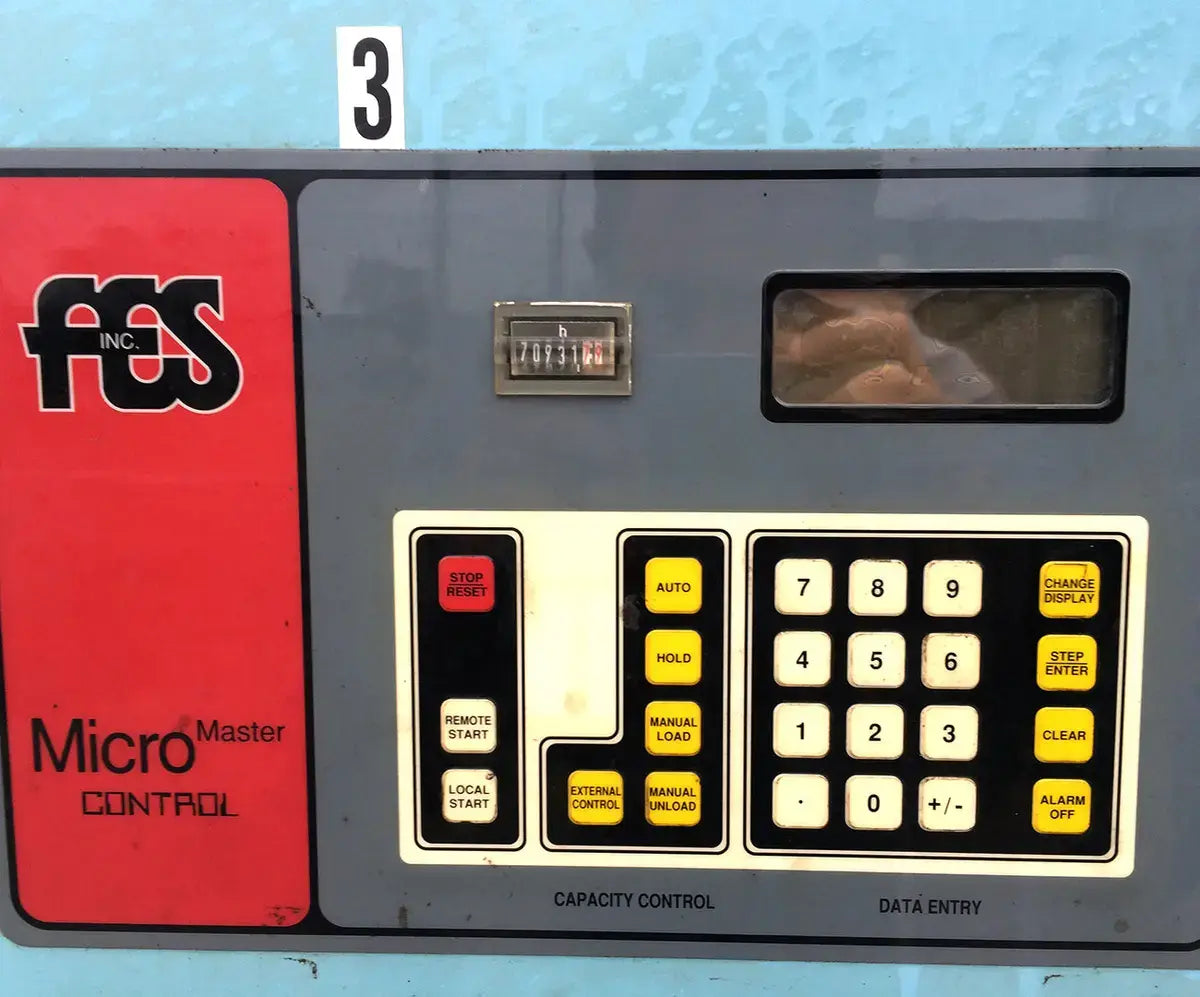 3
fes
INC.
h
7093179
STOP
RESET
REMOTE
START
LOCAL
START
AUTO
HOLD
MANUAL
LOAD
EXTERNAL
CONTROL
MANUAL
UNLOAD
7 8 9
4 5 6
1 2 3
· 0 +/-
CHANGE
DISPLAY
STEP
ENTER
CLEAR
ALARM
OFF
Micro Master
CONTROL
CAPACITY CONTROL
DATA ENTRY